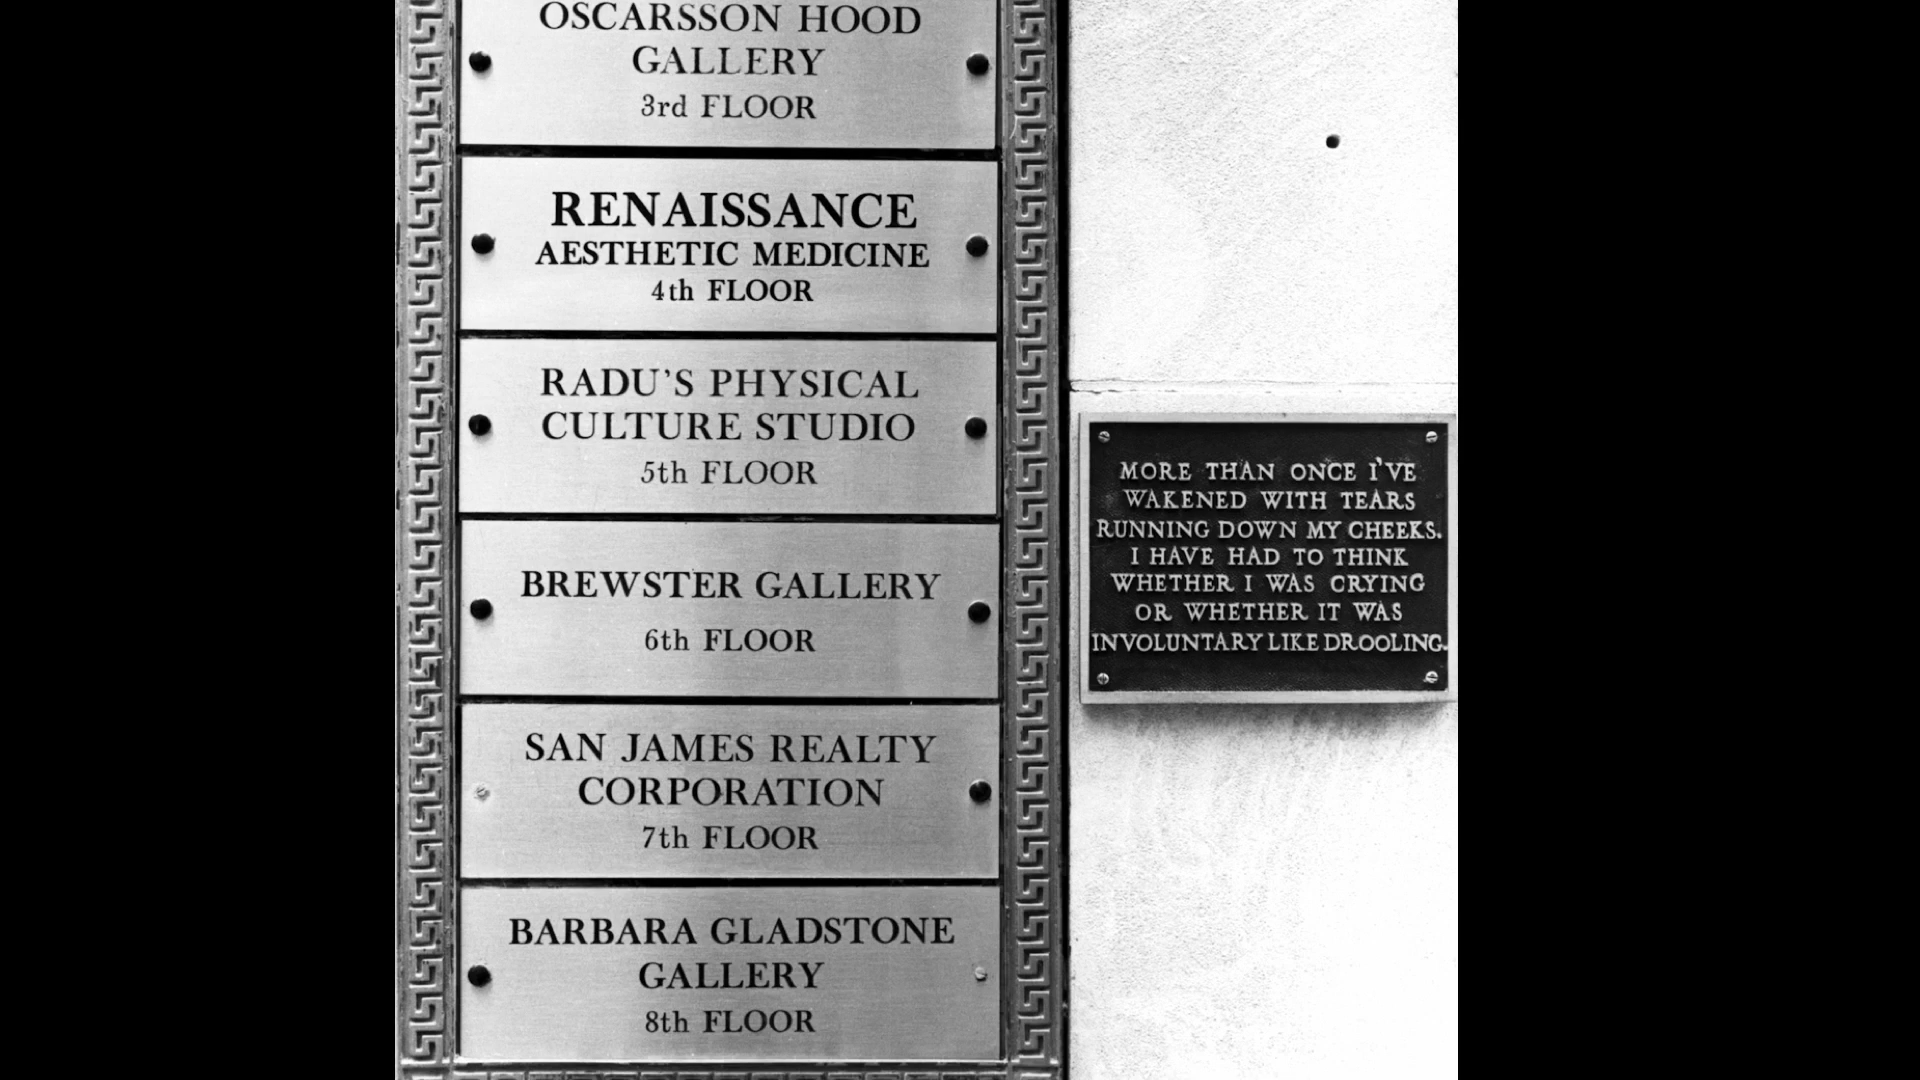 OSCARSSON HOOD
GALLERY
3rd FLOOR
RENAISSANCE
AESTHETIC MEDICINE
4th FLOOR
RADU'S PHYSICAL
CULTURE STUDIO
5th FLOOR
BREWSTER GALLERY
6th FLOOR
SAN JAMES REALTY
CORPORATION
7th FLOOR
BARBARA GLADSTONE
GALLERY
8th FLOOR
MORE THAN ONCE I'VE
WAKENED WITH TEARS
RUNNING DOWN MY CHEEKS.
I HAVE HAD TO THINK
WHETHER I WAS CRYING
OR WHETHER IT WAS
INVOLUNTARY LIKE DROOLING.